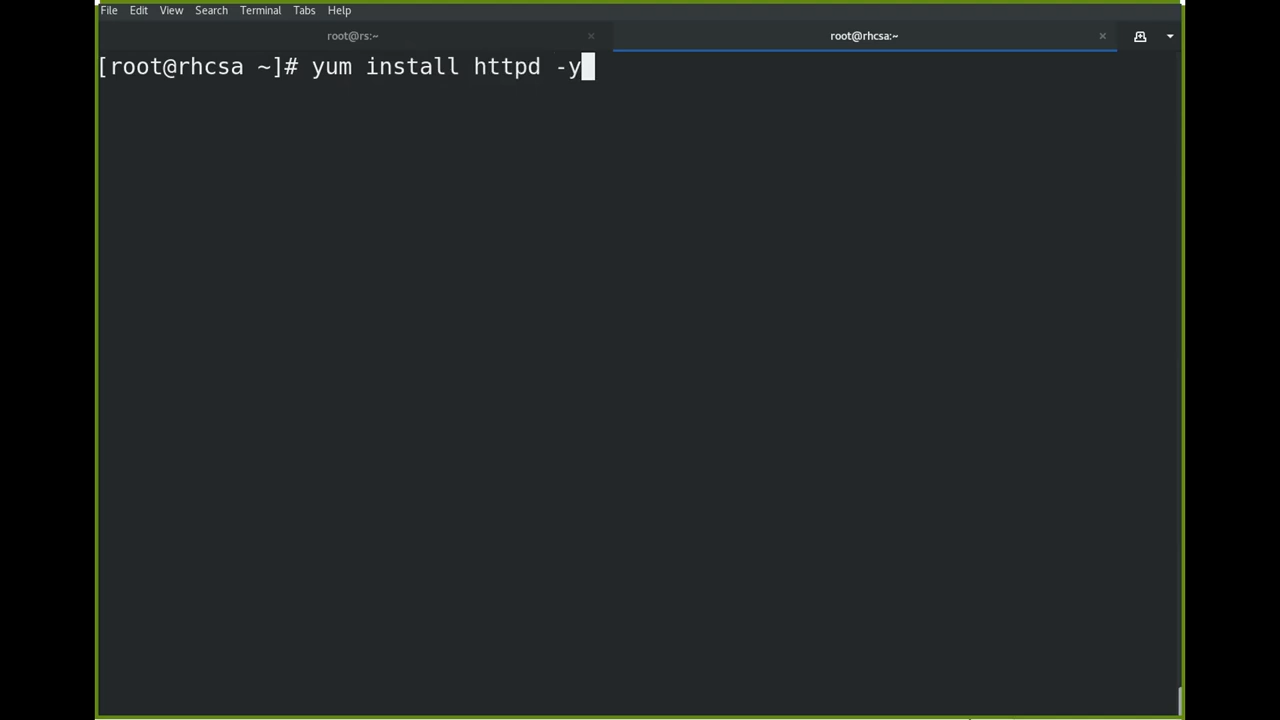 File Edit View Search Terminal Tabs Help
root@rs:~ × root@rhcsa:~ ×
[root@rhcsa ~]# yum install httpd -y